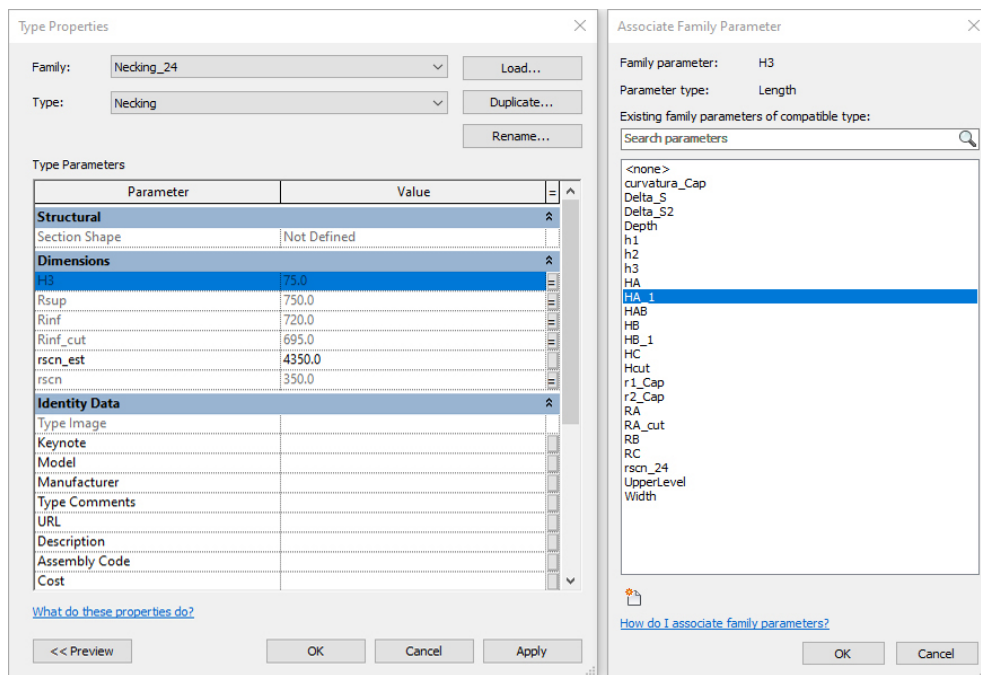 Type Properties
Family: Necking_24 Load...
Type: Necking Duplicate...
Rename...
Type Parameters
Parameter Value =
Structural
Section Shape Not Defined
Dimensions
H3 75.0 =
Rsup 750.0 =
Rinf 720.0 =
Rinf_cut 695.0 =
rscn_est 4350.0
rscn 350.0 =
Identity Data
Type Image
Keynote
Model
Manufacturer
Type Comments
URL
Description
Assembly Code
Cost
What do these properties do?
<< Preview OK Cancel Apply
Associate Family Parameter
Family parameter: H3
Parameter type: Length
Existing family parameters of compatible type:
Search parameters
<none>
curvatura_Cap
Delta_S
Delta_S2
Depth
h1
h2
h3
HA
HA_1
HAB
HB
HB_1
HC
Hcut
r1_Cap
r2_Cap
RA
RA_cut
RB
RC
rscn_24
UpperLevel
Width
How do I associate family parameters?
OK Cancel